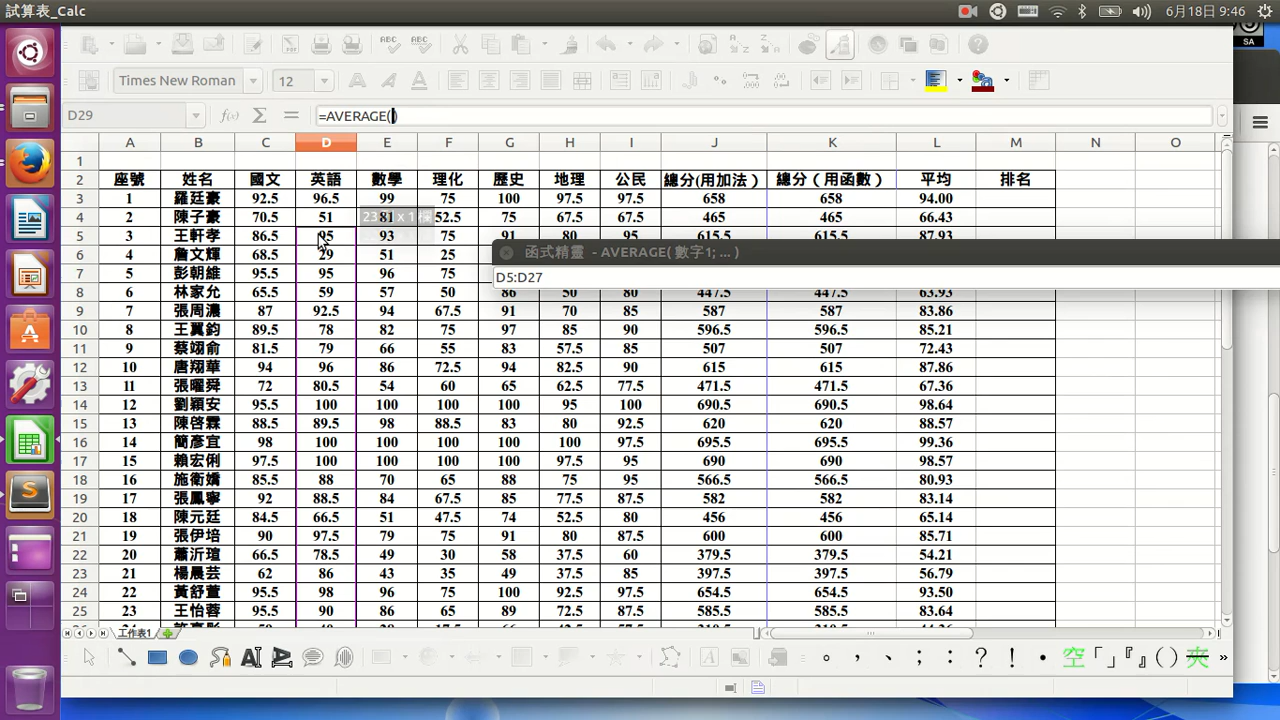 試算表_Calc
6月18日 9:46
SA
Times New Roman 12
D29 =AVERAGE()
A B C D E F G H I J K L M N O
1
2 座號 姓名 國文 英語 數學 理化 歷史 地理 公民 總分(用加法) 總分（用函數） 平均 排名
3 1 羅廷豪 92.5 96.5 99 75 100 97.5 97.5 658 658 94.00
4 2 陳子豪 70.5 51 81 52.5 75 67.5 67.5 465 465 66.43
5 3 王軒孝 86.5 95 93 75 91 80 95 615.5 615.5 87.93
函式精靈 - AVERAGE( 數字1; ... )
6 4 詹文輝 68.5 29 51 25
D5:D27
7 5 彭朝維 95.5 95 96 75
8 6 林家允 65.5 59 57 50 86 50 80 447.5 447.5 63.93
9 7 張周濃 87 92.5 94 67.5 91 70 85 587 587 83.86
10 8 王翼鈞 89.5 78 82 75 97 85 90 596.5 596.5 85.21
11 9 蔡翊俞 81.5 79 66 55 83 57.5 85 507 507 72.43
12 10 唐翔華 94 96 86 72.5 94 82.5 90 615 615 87.86
13 11 張曜舜 72 80.5 54 60 65 62.5 77.5 471.5 471.5 67.36
14 12 劉穎安 95.5 100 100 100 100 95 100 690.5 690.5 98.64
15 13 陳啓霖 88.5 89.5 98 88.5 83 80 92.5 620 620 88.57
16 14 簡彥宜 98 100 100 100 100 100 97.5 695.5 695.5 99.36
17 15 賴宏俐 97.5 100 100 100 100 97.5 95 690 690 98.57
18 16 施衛嬌 85.5 88 70 65 88 75 95 566.5 566.5 80.93
19 17 張鳳寧 92 88.5 84 67.5 85 77.5 87.5 582 582 83.14
20 18 陳元廷 84.5 66.5 51 47.5 74 52.5 80 456 456 65.14
21 19 張伊培 90 97.5 79 75 91 80 87.5 600 600 85.71
22 20 蕭沂瑄 66.5 78.5 49 30 58 37.5 60 379.5 379.5 54.21
23 21 楊晨芸 62 86 43 35 49 37.5 85 397.5 397.5 56.79
24 22 黃舒萱 95.5 98 96 75 100 92.5 97.5 654.5 654.5 93.50
25 23 王怡蓉 95.5 90 86 65 89 72.5 87.5 585.5 585.5 83.64
工作表1
空